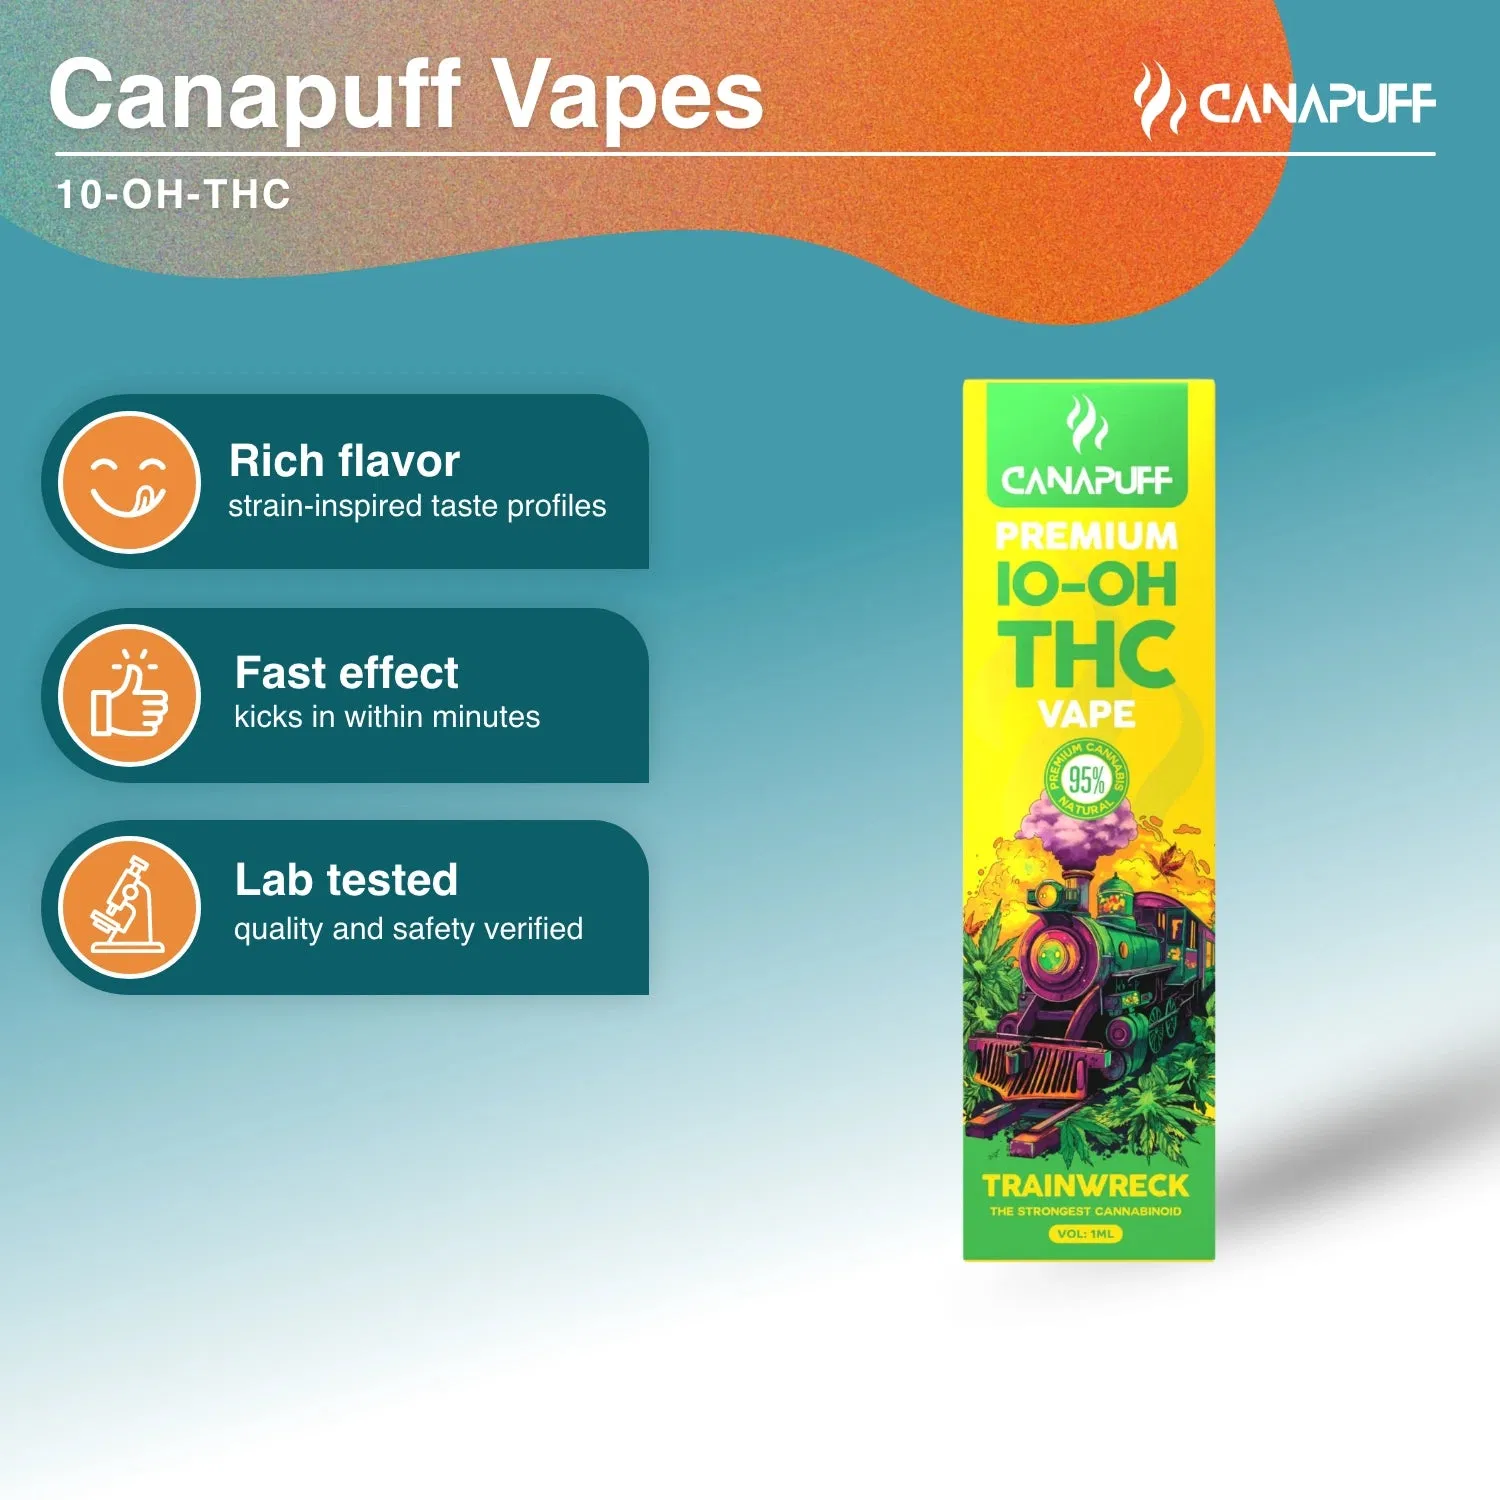 Canapuff Vapes
CANAPUFF
10-OH-THC
Rich flavor
strain-inspired taste profiles
Fast effect
kicks in within minutes
Lab tested
quality and safety verified
CANAPUFF
PREMIUM
10-OH
THC
VAPE
PREMIUM CANNABIS
95%
NATURAL
TRAINWRECK
THE STRONGEST CANNABINOID
VOL: 1ML